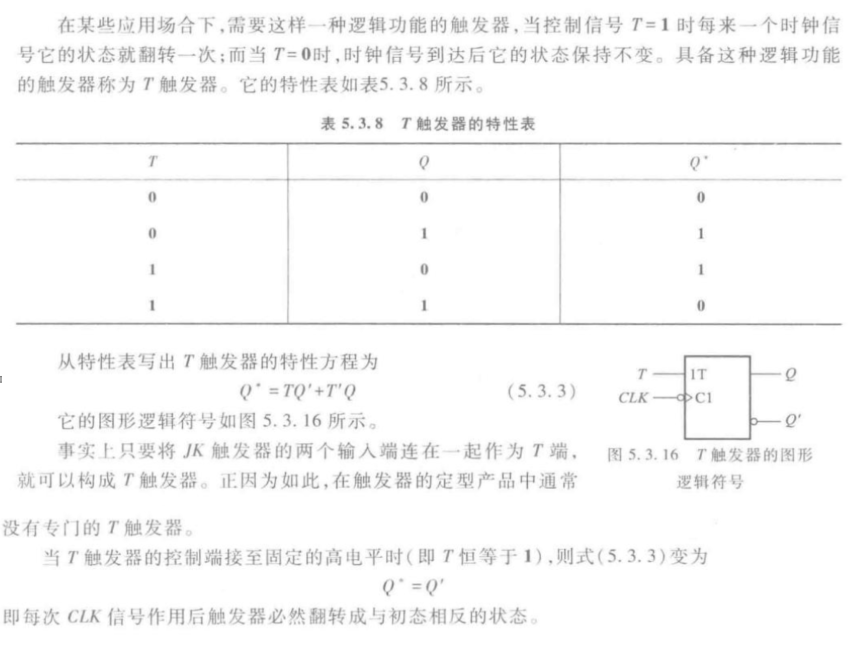 在某些应用场合下,需要这样一种逻辑功能的触发器,当控制信号 T=1 时每来一个时钟信
号它的状态就翻转一次;而当 T=0时,时钟信号到达后它的状态保持不变。具备这种逻辑功能
的触发器称为 T 触发器。它的特性表如表5.3.8 所示。
表 5.3.8 T 触发器的特性表
T Q Q*
0 0 0
0 1 1
1 0 1
1 1 0
从特性表写出 T 触发器的特性方程为
Q*=TQ'+T'Q (5.3.3)
它的图形逻辑符号如图 5.3.16 所示。
事实上只要将 JK 触发器的两个输入端连在一起作为 T 端,
就可以构成 T 触发器。正因为如此,在触发器的定型产品中通常
T 1T Q
CLK C1
Q'
图 5.3.16 T 触发器的图形
逻辑符号
没有专门的 T 触发器。
当 T 触发器的控制端接至固定的高电平时(即 T 恒等于 1),则式(5.3.3)变为
Q*=Q'
即每次 CLK 信号作用后触发器必然翻转成与初态相反的状态。